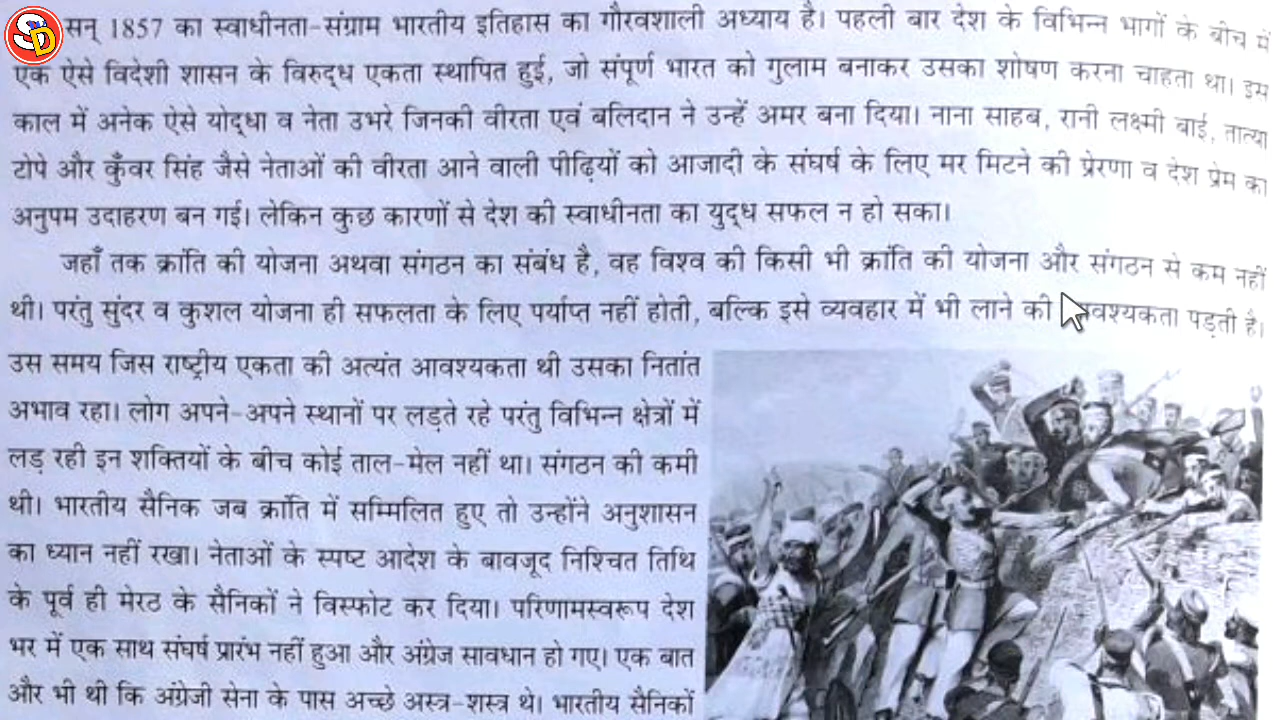 SD
सन् 1857 का स्वाधीनता-संग्राम भारतीय इतिहास का गौरवशाली अध्याय है। पहली बार देश के विभिन्न भागों के बीच में
एक ऐसे विदेशी शासन के विरुद्ध एकता स्थापित हुई, जो संपूर्ण भारत को गुलाम बनाकर उसका शोषण करना चाहता था। इस
काल में अनेक ऐसे योद्धा व नेता उभरे जिनकी वीरता एवं बलिदान ने उन्हें अमर बना दिया। नाना साहब, रानी लक्ष्मी बाई, तात्या
टोपे और कुँवर सिंह जैसे नेताओं की वीरता आने वाली पीढ़ियों को आजादी के संघर्ष के लिए मर मिटने की प्रेरणा व देश प्रेम का
अनुपम उदाहरण बन गई। लेकिन कुछ कारणों से देश की स्वाधीनता का युद्ध सफल न हो सका।
जहाँ तक क्रांति की योजना अथवा संगठन का संबंध है, वह विश्व की किसी भी क्रांति की योजना और संगठन से कम नहीं
थी। परंतु सुंदर व कुशल योजना ही सफलता के लिए पर्याप्त नहीं होती, बल्कि इसे व्यवहार में भी लाने की आवश्यकता पड़ती है।
उस समय जिस राष्ट्रीय एकता की अत्यंत आवश्यकता थी उसका नितांत
अभाव रहा। लोग अपने-अपने स्थानों पर लड़ते रहे परंतु विभिन्न क्षेत्रों में
लड़ रही इन शक्तियों के बीच कोई ताल-मेल नहीं था। संगठन की कमी
थी। भारतीय सैनिक जब क्रांति में सम्मिलित हुए तो उन्होंने अनुशासन
का ध्यान नहीं रखा। नेताओं के स्पष्ट आदेश के बावजूद निश्चित तिथि
के पूर्व ही मेरठ के सैनिकों ने विस्फोट कर दिया। परिणामस्वरूप देश
भर में एक साथ संघर्ष प्रारंभ नहीं हुआ और अंग्रेज सावधान हो गए। एक बात
और भी थी कि अंग्रेजी सेना के पास अच्छे अस्त्र-शस्त्र थे। भारतीय सैनिकों